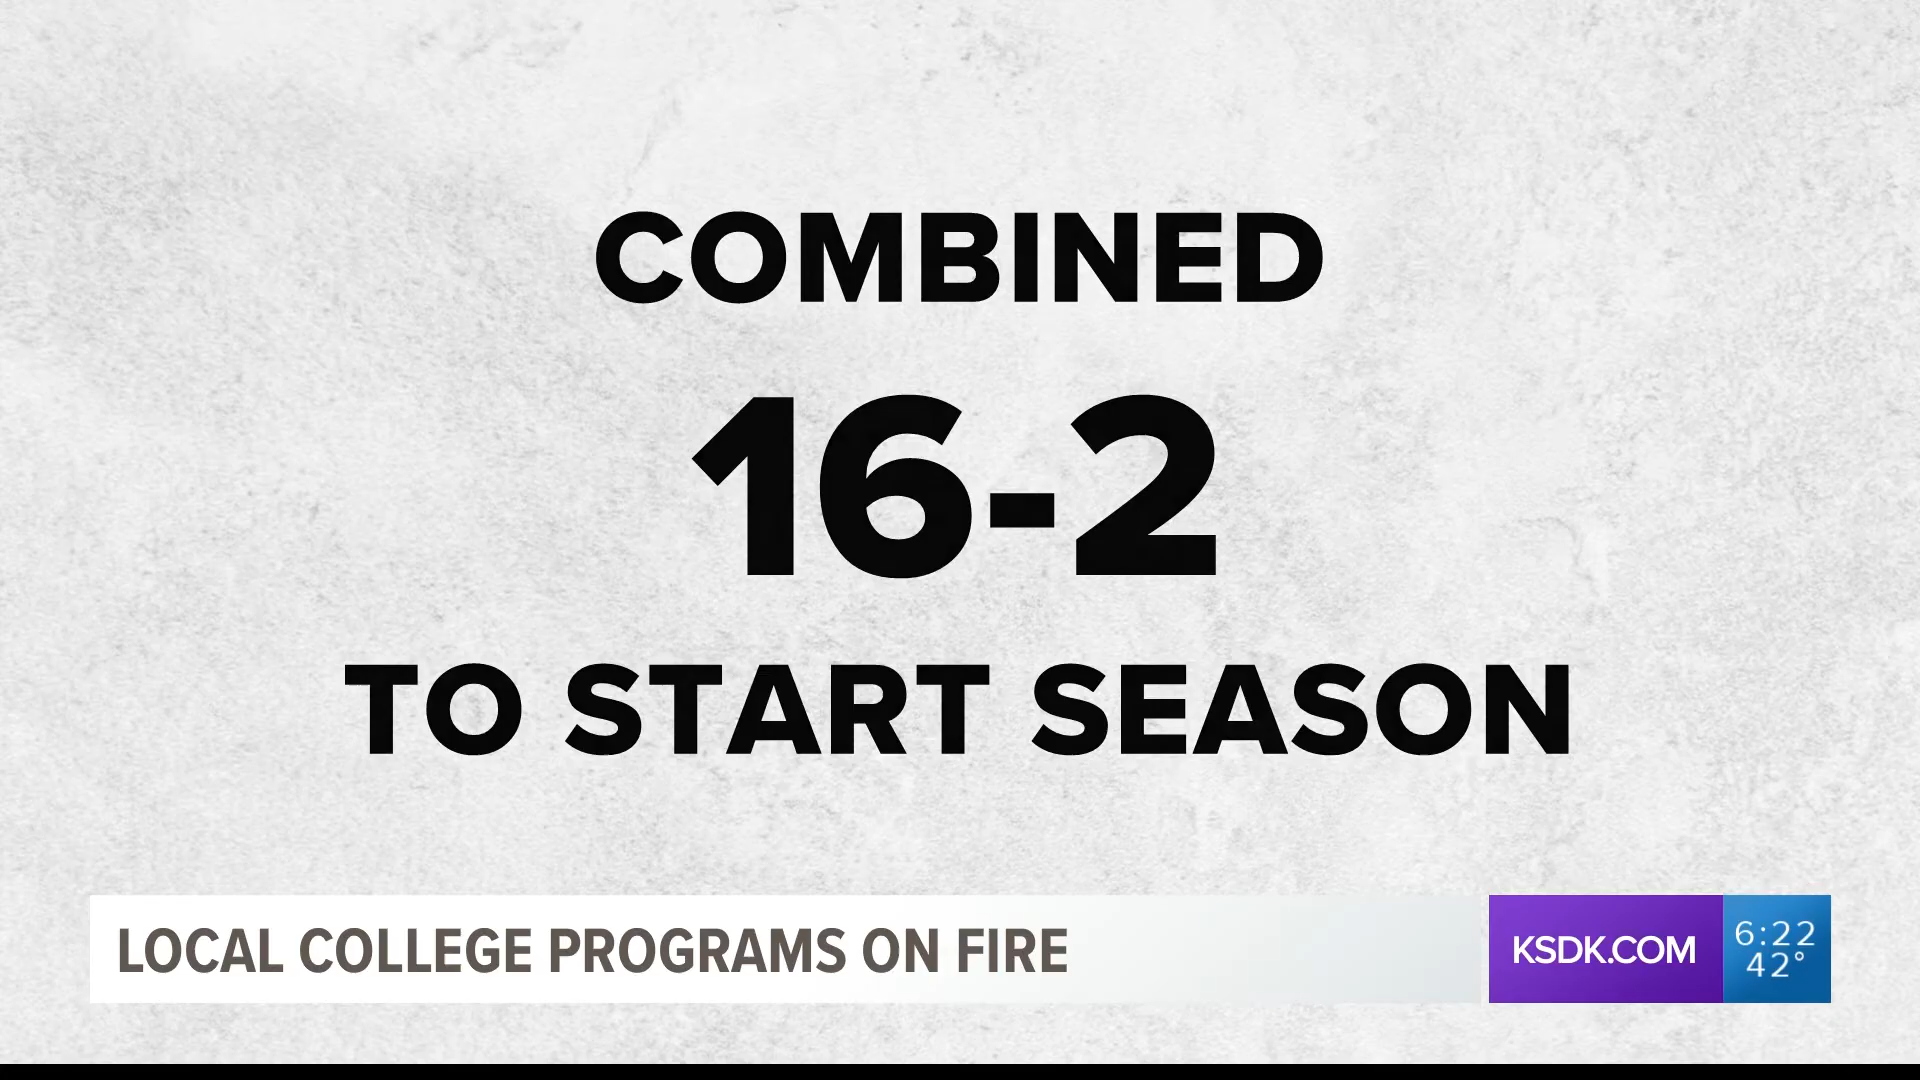 COMBINED
16-2
TO START SEASON
LOCAL COLLEGE PROGRAMS ON FIRE
KSDK.COM
6:22
42°